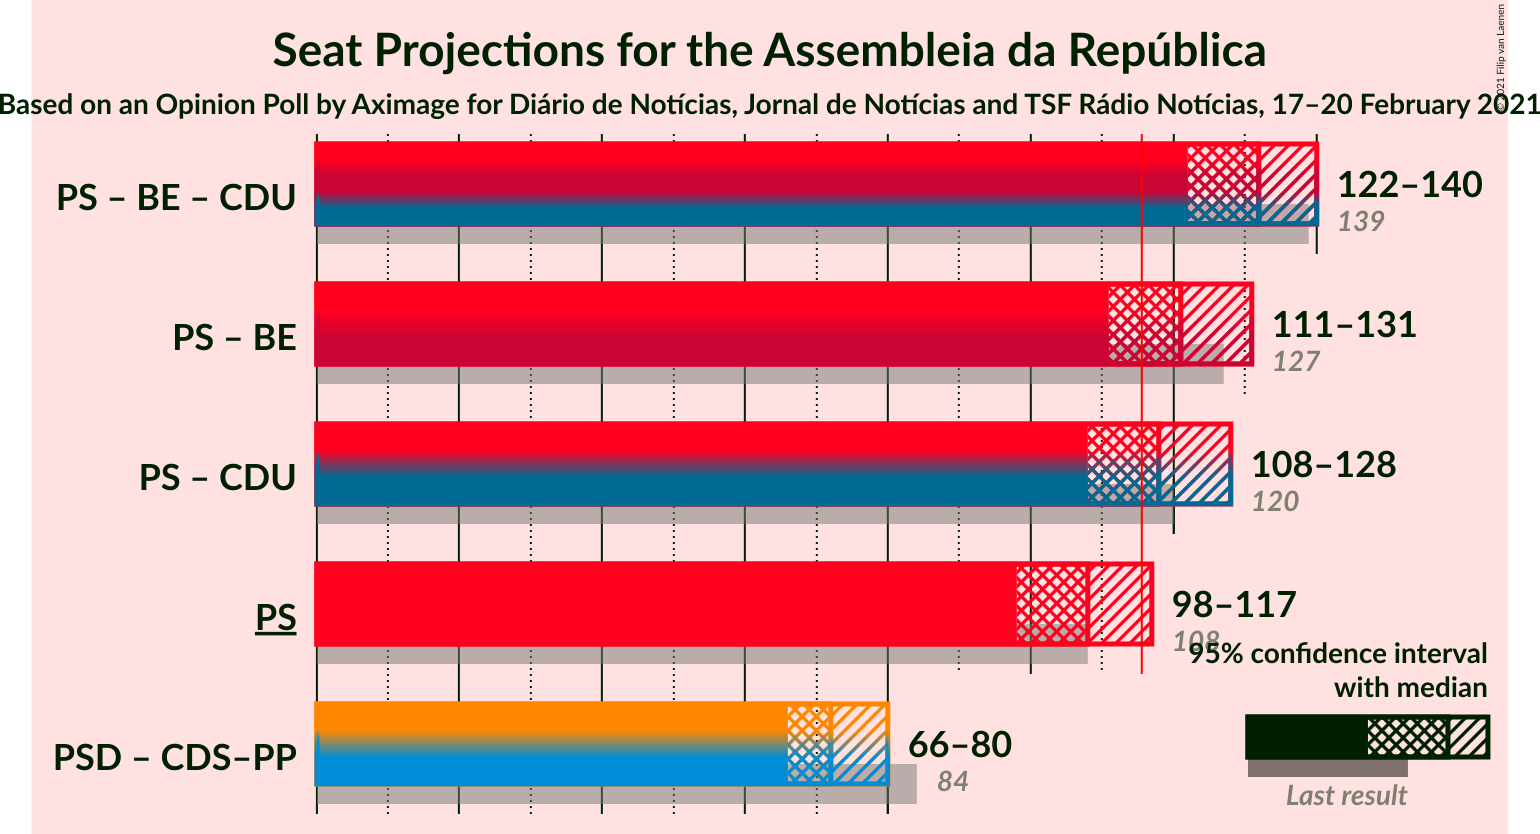 Seat Projections for the Assembleia da República
Based on an Opinion Poll by Aximage for Diário de Notícias, Jornal de Notícias and TSF Rádio Notícias, 17–20 February 2021
© 2021 Filip van Laenen
PS – BE – CDU
122–140
139
PS – BE
111–131
127
PS – CDU
108–128
120
PS
98–117
108
95% confidence interval
with median
PSD – CDS–PP
66–80
84
Last result